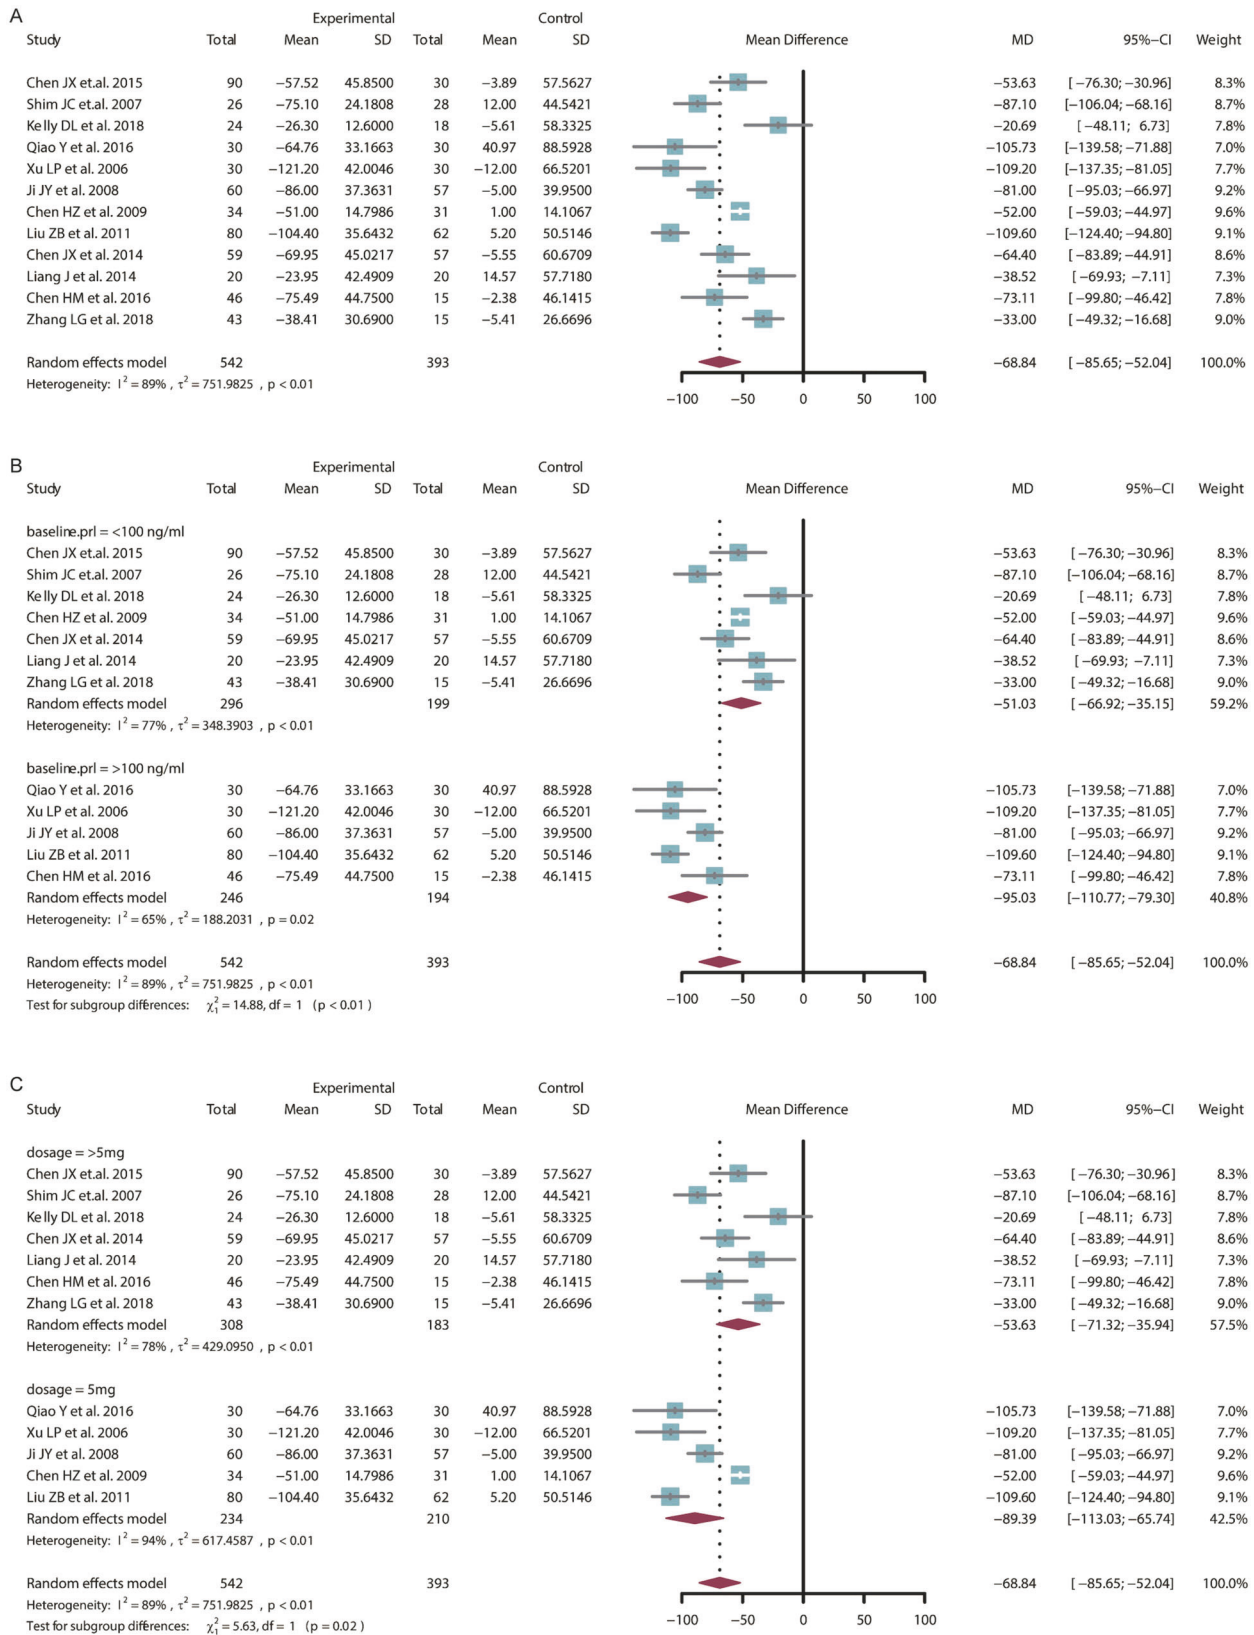 A
Experimental Control
Study Total Mean SD Total Mean SD Mean Difference MD 95%−CI Weight
Chen JX et.al. 2015 90 −57.52 45.8500 30 −3.89 57.5627 −53.63 [−76.30; −30.96] 8.3%
Shim JC et.al. 2007 26 −75.10 24.1808 28 12.00 44.5421 −87.10 [−106.04; −68.16] 8.7%
Kelly DL et al. 2018 24 −26.30 12.6000 18 −5.61 58.3325 −20.69 [−48.11; 6.73] 7.8%
Qiao Y et al. 2016 30 −64.76 33.1663 30 40.97 88.5928 −105.73 [−139.58; −71.88] 7.0%
Xu LP et al. 2006 30 −121.20 42.0046 30 −12.00 66.5201 −109.20 [−137.35; −81.05] 7.7%
Ji JY et al. 2008 60 −86.00 37.3631 57 −5.00 39.9500 −81.00 [−95.03; −66.97] 9.2%
Chen HZ et al. 2009 34 −51.00 14.7986 31 1.00 14.1067 −52.00 [−59.03; −44.97] 9.6%
Liu ZB et al. 2011 80 −104.40 35.6432 62 5.20 50.5146 −109.60 [−124.40; −94.80] 9.1%
Chen JX et al. 2014 59 −69.95 45.0217 57 −5.55 60.6709 −64.40 [−83.89; −44.91] 8.6%
Liang J et al. 2014 20 −23.95 42.4909 20 14.57 57.7180 −38.52 [−69.93; −7.11] 7.3%
Chen HM et al. 2016 46 −75.49 44.7500 15 −2.38 46.1415 −73.11 [−99.80; −46.42] 7.8%
Zhang LG et al. 2018 43 −38.41 30.6900 15 −5.41 26.6696 −33.00 [−49.32; −16.68] 9.0%
Random effects model 542 393 −68.84 [−85.65; −52.04] 100.0%
Heterogeneity: I² = 89% , τ² = 751.9825 , p < 0.01
−100 −50 0 50 100
B
Experimental Control
Study Total Mean SD Total Mean SD Mean Difference MD 95%−CI Weight
baseline.prl = <100 ng/ml
Chen JX et.al. 2015 90 −57.52 45.8500 30 −3.89 57.5627 −53.63 [−76.30; −30.96] 8.3%
Shim JC et.al. 2007 26 −75.10 24.1808 28 12.00 44.5421 −87.10 [−106.04; −68.16] 8.7%
Kelly DL et al. 2018 24 −26.30 12.6000 18 −5.61 58.3325 −20.69 [−48.11; 6.73] 7.8%
Chen HZ et al. 2009 34 −51.00 14.7986 31 1.00 14.1067 −52.00 [−59.03; −44.97] 9.6%
Chen JX et al. 2014 59 −69.95 45.0217 57 −5.55 60.6709 −64.40 [−83.89; −44.91] 8.6%
Liang J et al. 2014 20 −23.95 42.4909 20 14.57 57.7180 −38.52 [−69.93; −7.11] 7.3%
Zhang LG et al. 2018 43 −38.41 30.6900 15 −5.41 26.6696 −33.00 [−49.32; −16.68] 9.0%
Random effects model 296 199 −51.03 [−66.92; −35.15] 59.2%
Heterogeneity: I² = 77% , τ² = 348.3903 , p < 0.01
baseline.prl = >100 ng/ml
Qiao Y et al. 2016 30 −64.76 33.1663 30 40.97 88.5928 −105.73 [−139.58; −71.88] 7.0%
Xu LP et al. 2006 30 −121.20 42.0046 30 −12.00 66.5201 −109.20 [−137.35; −81.05] 7.7%
Ji JY et al. 2008 60 −86.00 37.3631 57 −5.00 39.9500 −81.00 [−95.03; −66.97] 9.2%
Liu ZB et al. 2011 80 −104.40 35.6432 62 5.20 50.5146 −109.60 [−124.40; −94.80] 9.1%
Chen HM et al. 2016 46 −75.49 44.7500 15 −2.38 46.1415 −73.11 [−99.80; −46.42] 7.8%
Random effects model 246 194 −95.03 [−110.77; −79.30] 40.8%
Heterogeneity: I² = 65% , τ² = 188.2031 , p = 0.02
Random effects model 542 393 −68.84 [−85.65; −52.04] 100.0%
Heterogeneity: I² = 89% , τ² = 751.9825 , p < 0.01
Test for subgroup differences: χ²₁ = 14.88, df = 1 (p < 0.01 )
−100 −50 0 50 100
C
Experimental Control
Study Total Mean SD Total Mean SD Mean Difference MD 95%−CI Weight
dosage = >5mg
Chen JX et.al. 2015 90 −57.52 45.8500 30 −3.89 57.5627 −53.63 [−76.30; −30.96] 8.3%
Shim JC et.al. 2007 26 −75.10 24.1808 28 12.00 44.5421 −87.10 [−106.04; −68.16] 8.7%
Kelly DL et.al. 2018 24 −26.30 12.6000 18 −5.61 58.3325 −20.69 [−48.11; 6.73] 7.8%
Chen JX et al. 2014 59 −69.95 45.0217 57 −5.55 60.6709 −64.40 [−83.89; −44.91] 8.6%
Liang J et al. 2014 20 −23.95 42.4909 20 14.57 57.7180 −38.52 [−69.93; −7.11] 7.3%
Chen HM et al. 2016 46 −75.49 44.7500 15 −2.38 46.1415 −73.11 [−99.80; −46.42] 7.8%
Zhang LG et al. 2018 43 −38.41 30.6900 15 −5.41 26.6696 −33.00 [−49.32; −16.68] 9.0%
Random effects model 308 183 −53.63 [−71.32; −35.94] 57.5%
Heterogeneity: I² = 78% , τ² = 429.0950 , p < 0.01
dosage = 5mg
Qiao Y et al. 2016 30 −64.76 33.1663 30 40.97 88.5928 −105.73 [−139.58; −71.88] 7.0%
Xu LP et al. 2006 30 −121.20 42.0046 30 −12.00 66.5201 −109.20 [−137.35; −81.05] 7.7%
Ji JY et al. 2008 60 −86.00 37.3631 57 −5.00 39.9500 −81.00 [−95.03; −66.97] 9.2%
Chen HZ et al. 2009 34 −51.00 14.7986 31 1.00 14.1067 −52.00 [−59.03; −44.97] 9.6%
Liu ZB et al. 2011 80 −104.40 35.6432 62 5.20 50.5146 −109.60 [−124.40; −94.80] 9.1%
Random effects model 234 210 −89.39 [−113.03; −65.74] 42.5%
Heterogeneity: I² = 94% , τ² = 617.4587 , p < 0.01
Random effects model 542 393 −68.84 [−85.65; −52.04] 100.0%
Heterogeneity: I² = 89% , τ² = 751.9825 , p < 0.01
Test for subgroup differences: χ²₁ = 5.63, df = 1 (p = 0.02 )
−100 −50 0 50 100